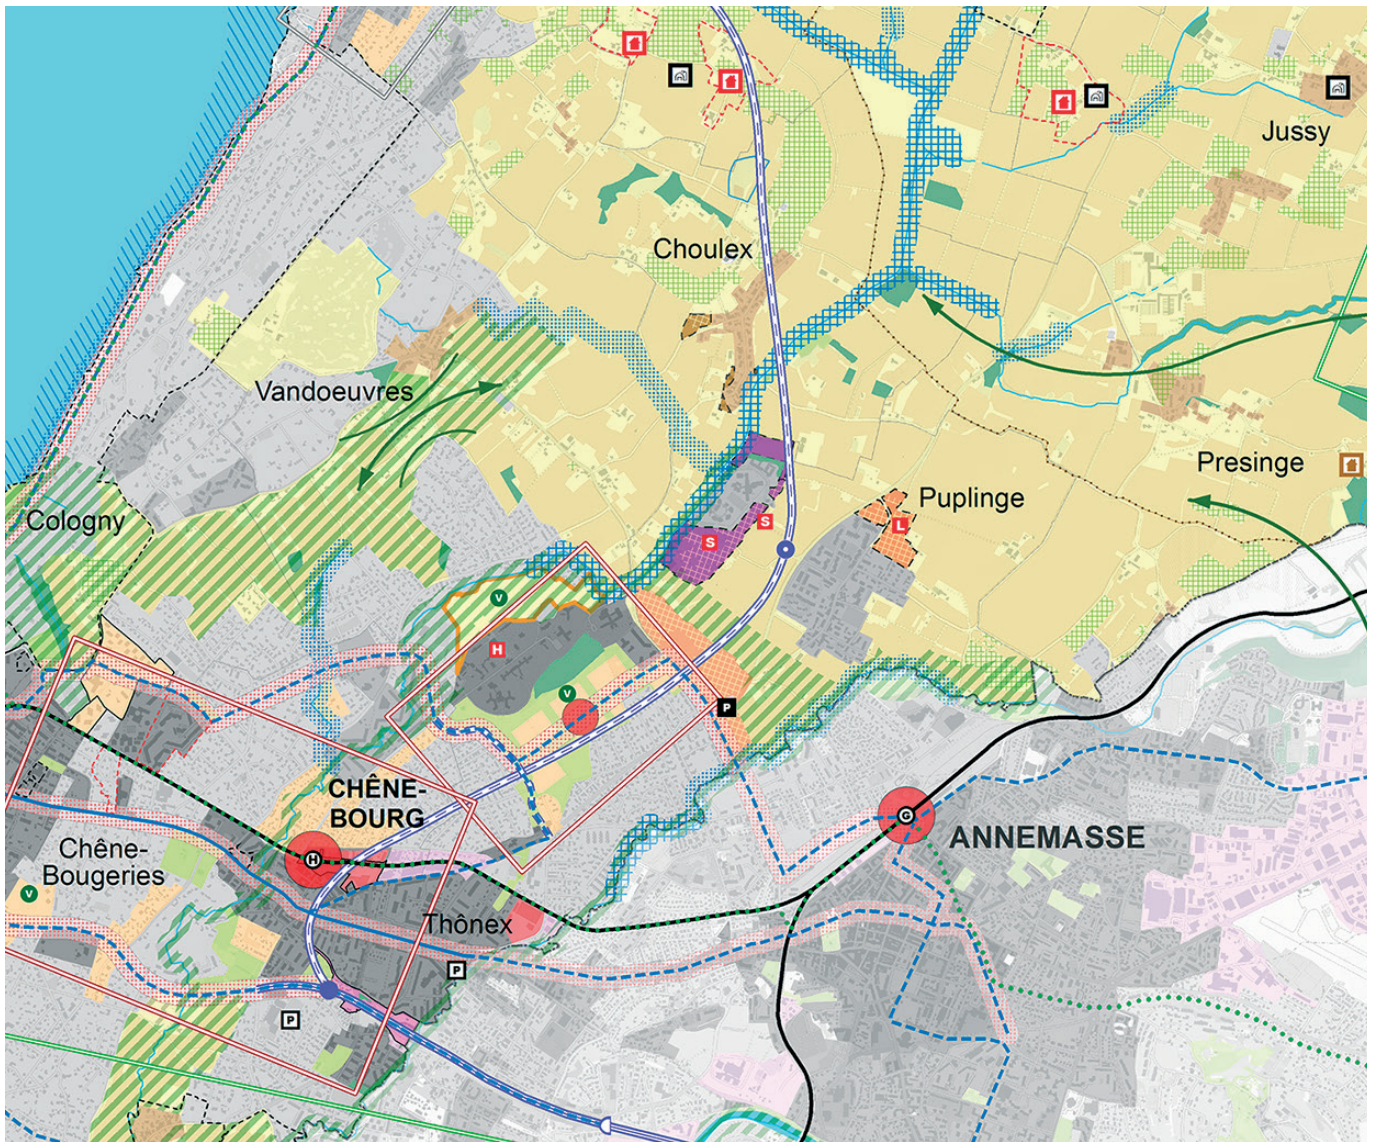 Jussy
Choulex
Vandoeuvres
Presinge
Puplinge
L
S
S
Cologny
V
H
V
P
CHÊNE-
BOURG
G
ANNEMASSE
Chêne-
Bougeries
H
V
Thônex
P
P